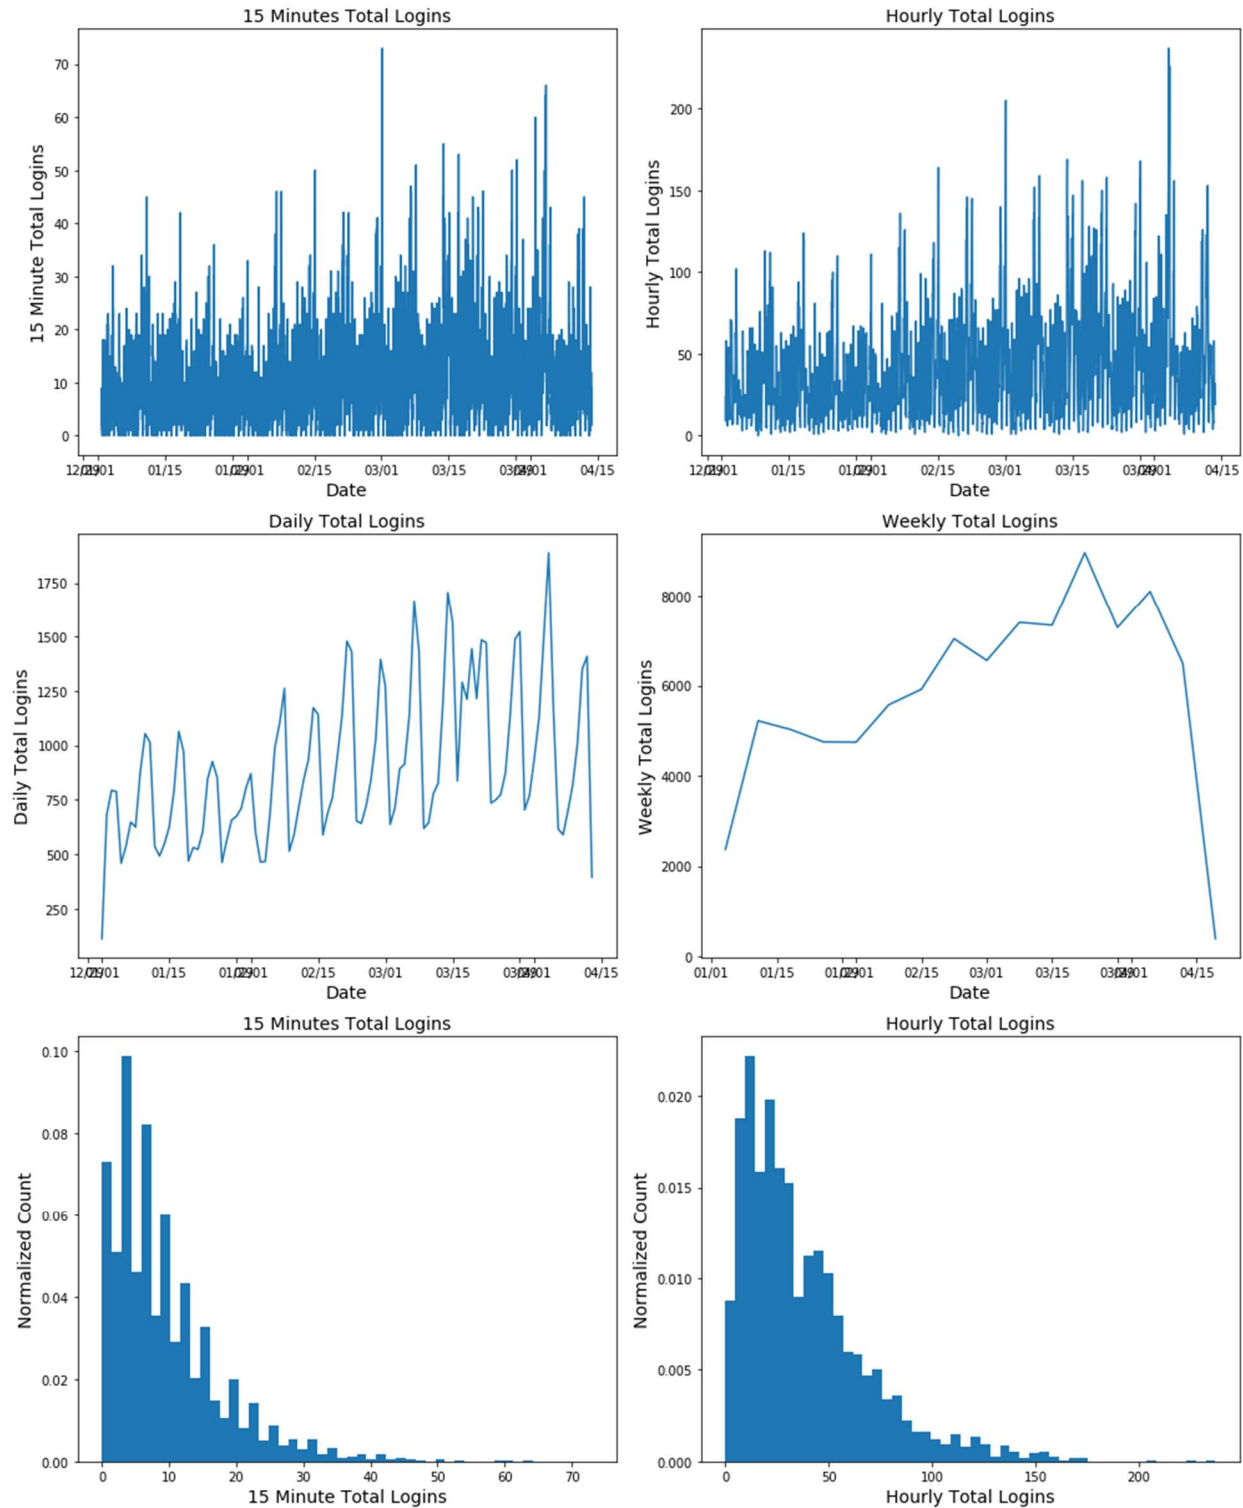 15 Minutes Total Logins
15 Minute Total Logins
70
60
50
40
30
20
10
0
01/15
02/15
03/01
03/15
04/15
Date
Hourly Total Logins
Hourly Total Logins
200
150
100
50
0
01/15
02/15
03/01
03/15
04/15
Date
Daily Total Logins
Daily Total Logins
1750
1500
1250
1000
750
500
250
01/15
02/15
03/01
03/15
04/15
Date
Weekly Total Logins
Weekly Total Logins
8000
6000
4000
2000
0
01/01
01/15
02/15
03/01
03/15
04/15
Date
15 Minutes Total Logins
Normalized Count
0.10
0.08
0.06
0.04
0.02
0.00
0 10 20 30 40 50 60 70
15 Minute Total Logins
Hourly Total Logins
Normalized Count
0.020
0.015
0.010
0.005
0.000
0 50 100 150 200
Hourly Total Logins